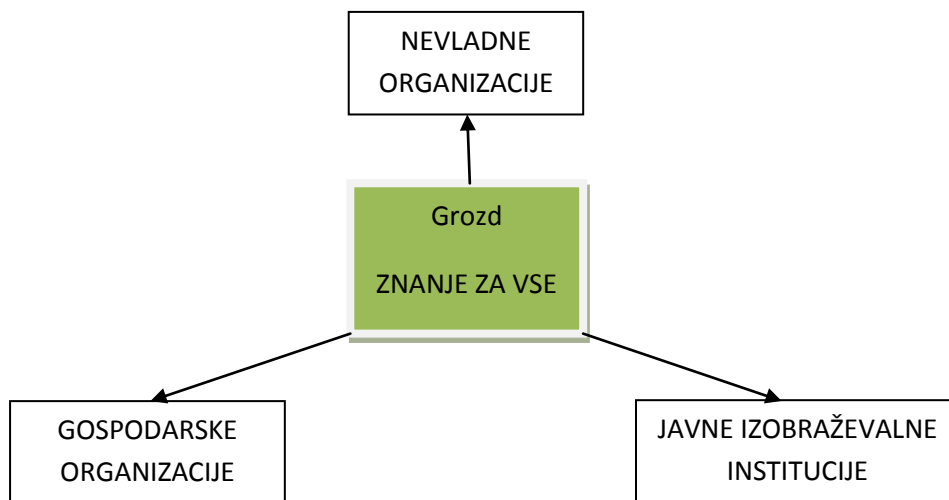 NEVLADNE
ORGANIZACIJE
Grozd
ZNANJE ZA VSE
GOSPODARSKE
ORGANIZACIJE
JAVNE IZOBRAŽEVALNE
INSTITUCIJE